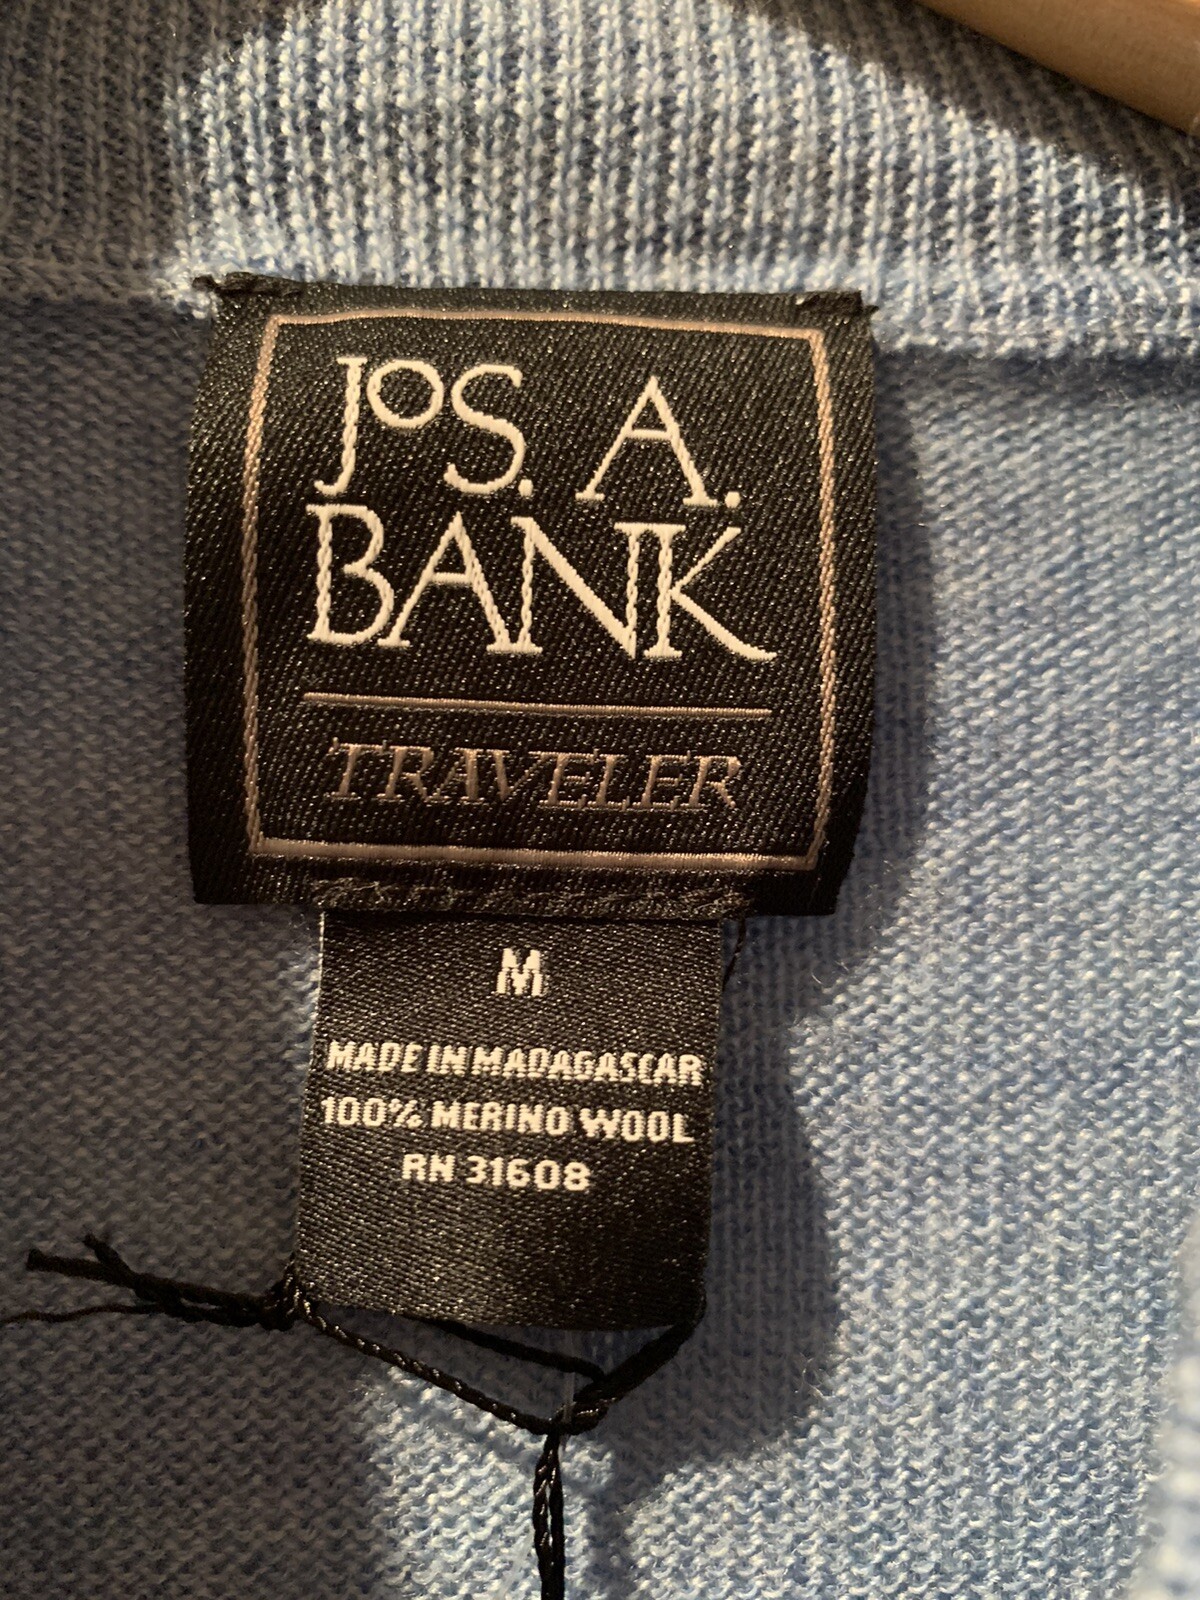 JOS. A.
BANK
TRAVELER
M
MADE IN MADAGASCAR
100% MERINO WOOL
RN 31608